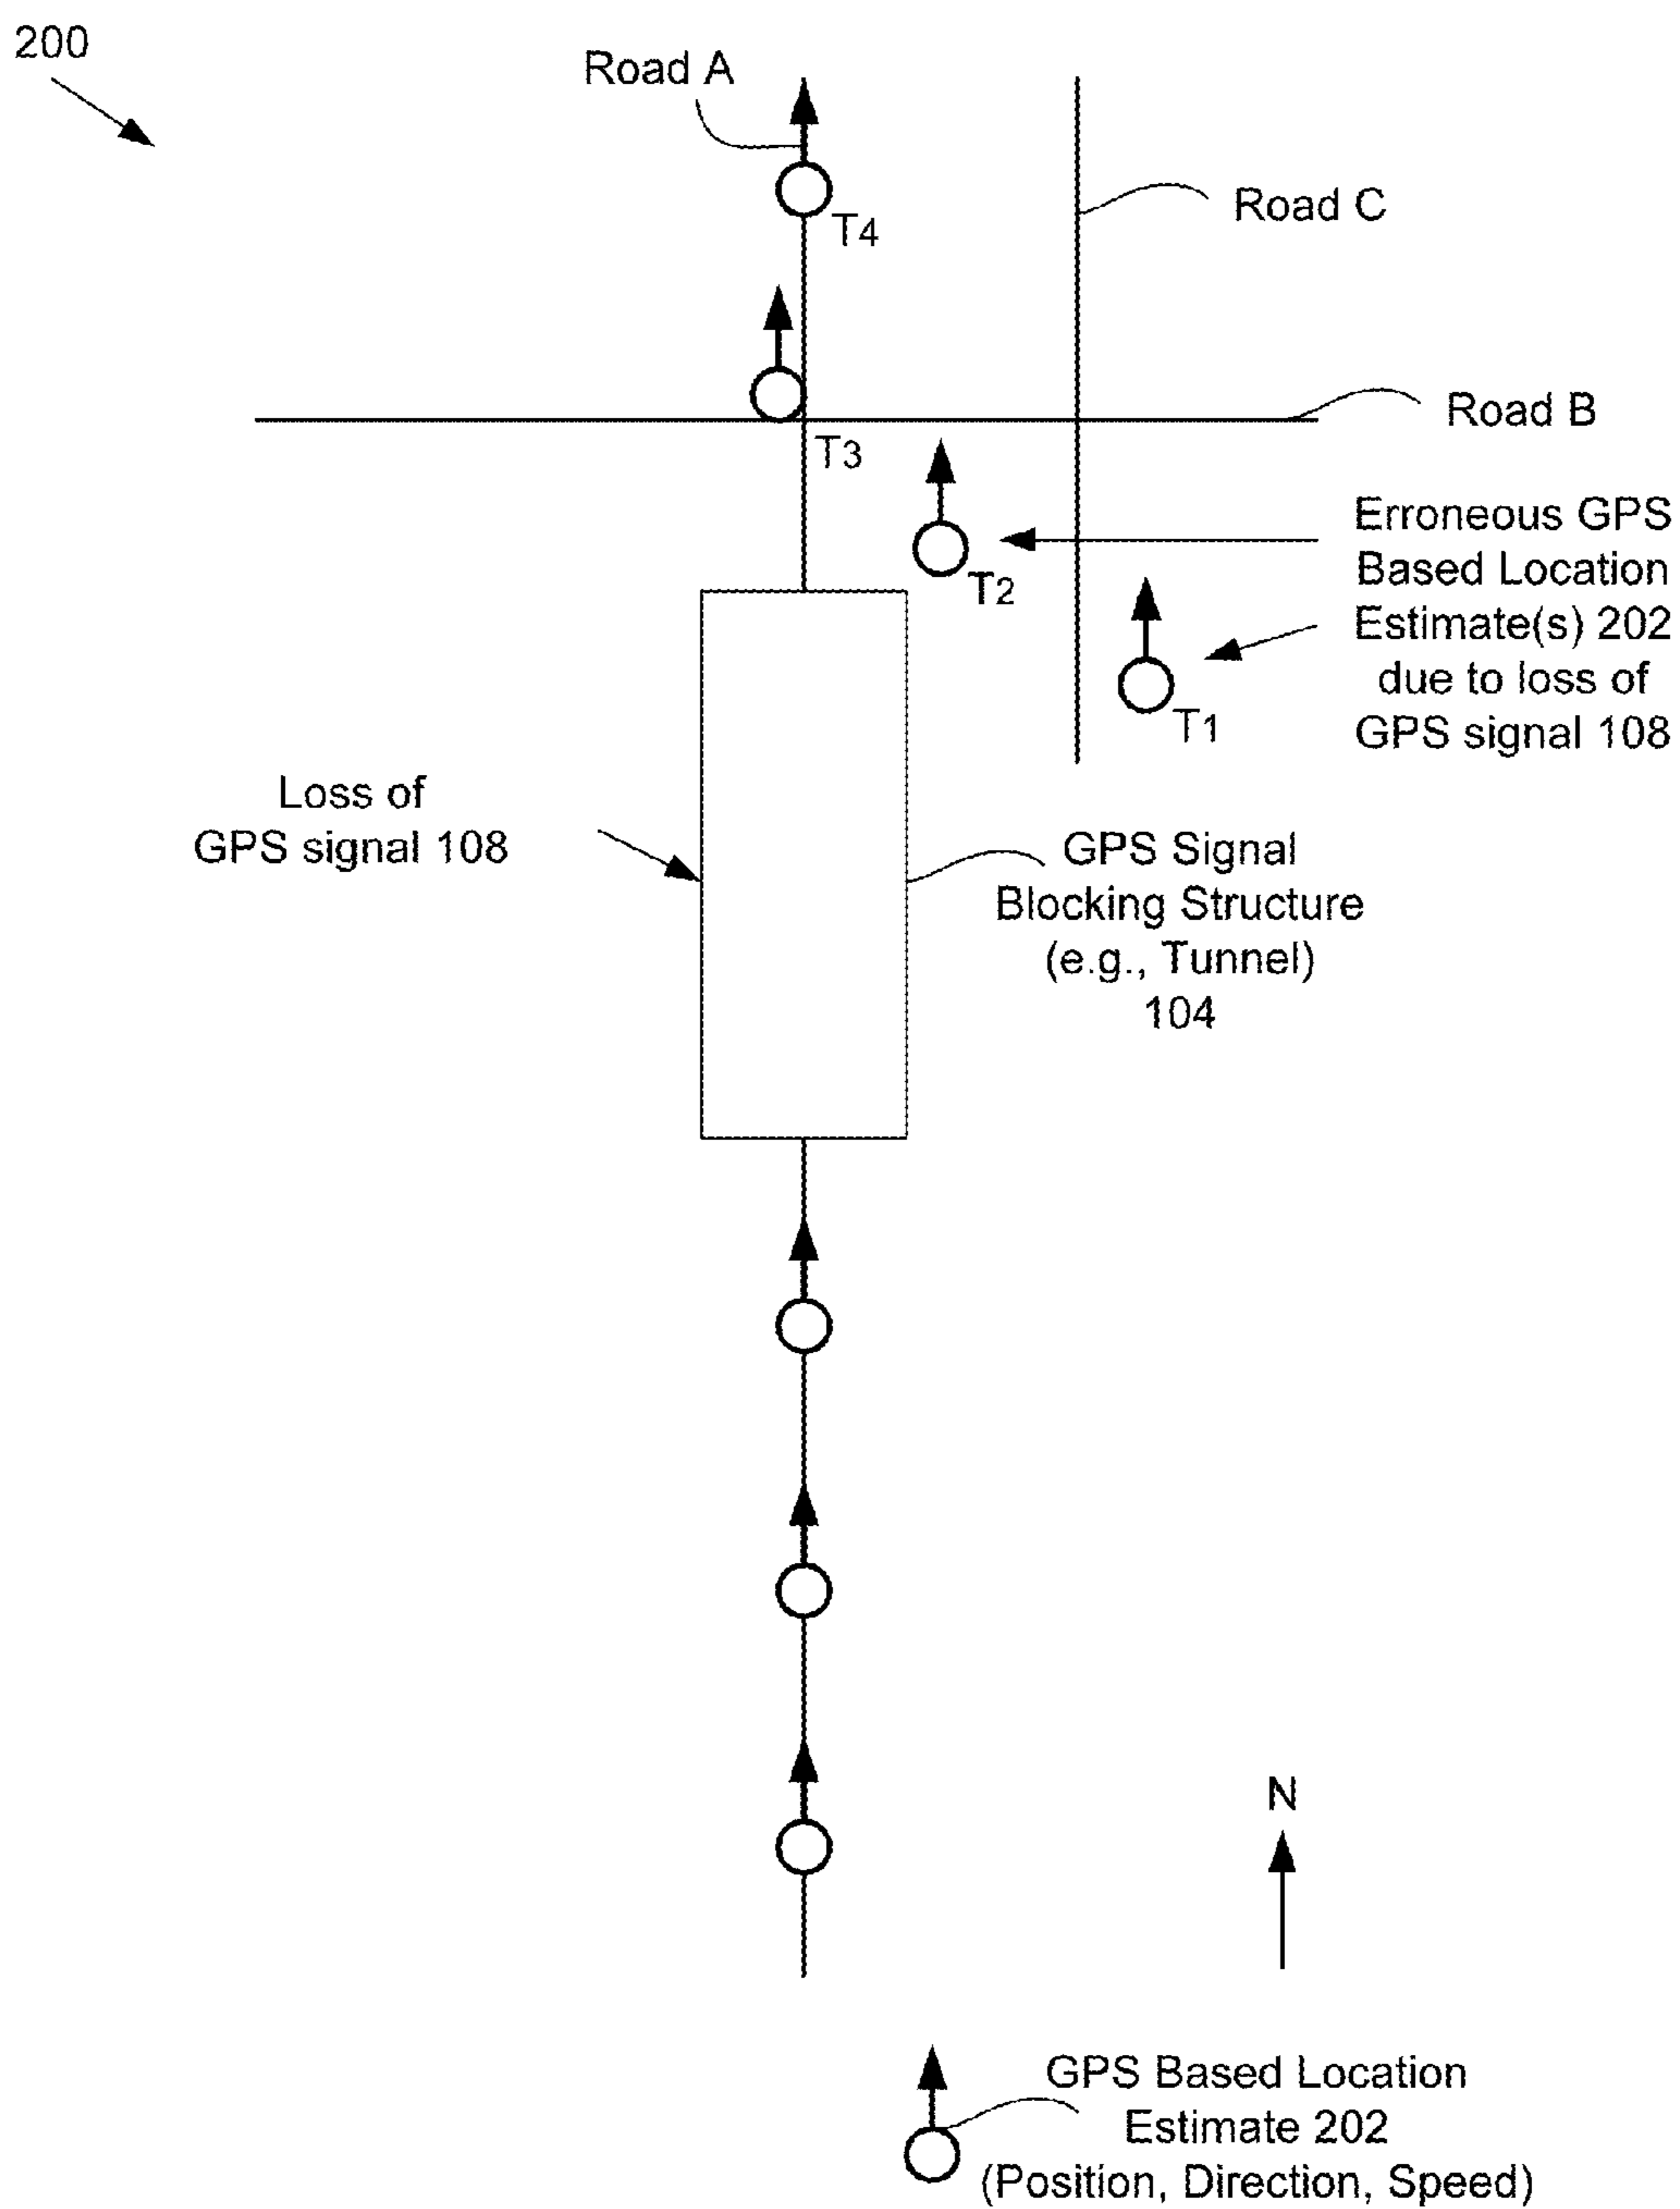 200
Road A
Road C
T4
Road B
T3
Erroneous GPS
Based Location
Estimate(s) 202
due to loss of
GPS signal 108
T2
T1
Loss of
GPS signal 108
GPS Signal
Blocking Structure
(e.g., Tunnel)
104
N
GPS Based Location
Estimate 202
(Position, Direction, Speed)